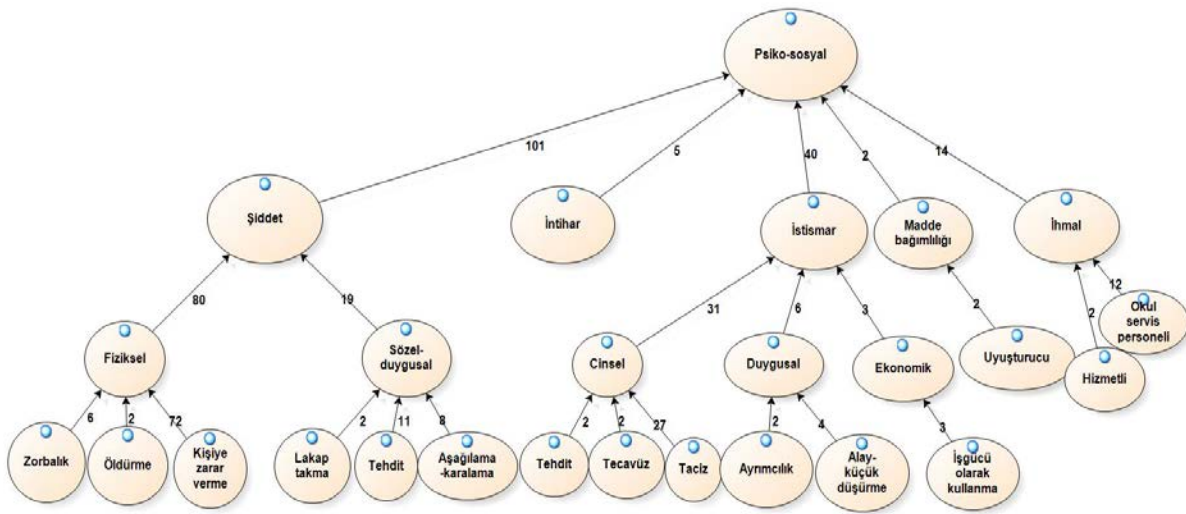 Psiko-sosyal
101
5
40
2
14
Şiddet
İntihar
İstismar
Madde
bağımlılığı
İhmal
80
19
31
6
3
2
2
12
Fiziksel
Sözel-
duygusal
Cinsel
Duygusal
Ekonomik
Uyuşturucu
Hizmetli
Okul
servis
personeli
6
2
72
2
11
8
2
2
27
2
4
3
Zorbalık
Öldürme
Kişiye
zarar
verme
Lakap
takma
Tehdit
Aşağılama
-karalama
Tehdit
Tecavüz
Taciz
Ayrımcılık
Alay-
küçük
düşürme
İşgücü
olarak
kullanma